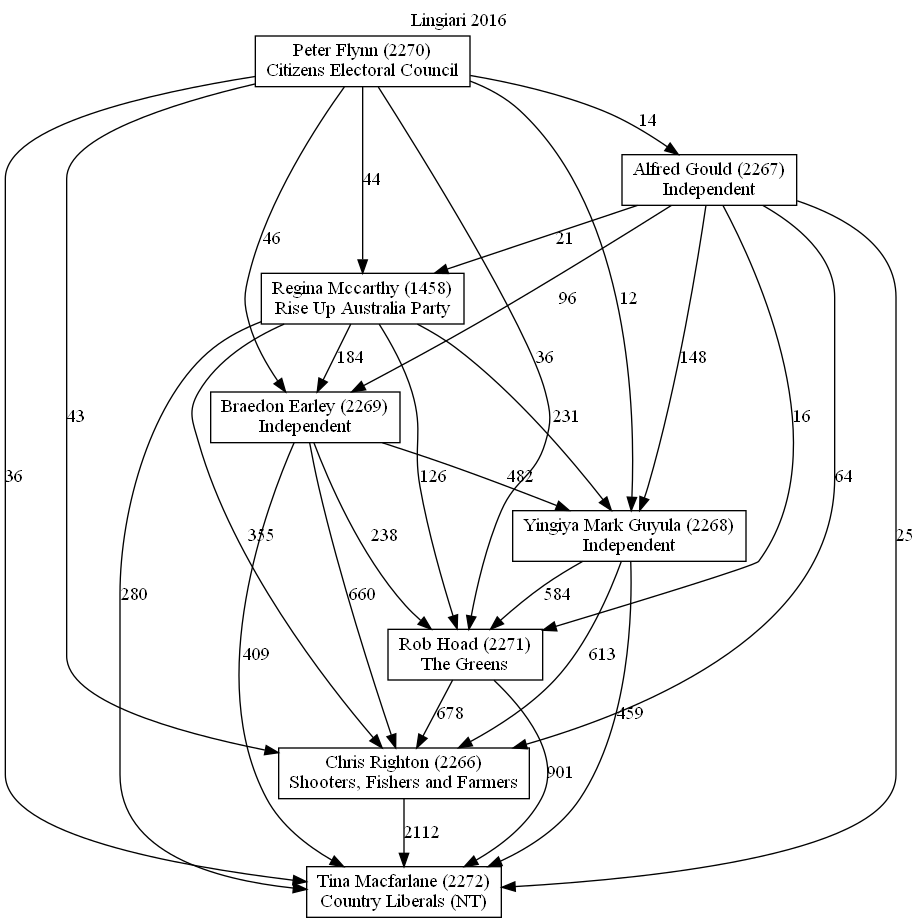 Lingiari 2016
Peter Flynn (2270)
Citizens Electoral Council
14
Alfred Gould (2267)
Independent
44
46
21
Regina Mccarthy (1458)
Rise Up Australia Party
96
12
184
36
148
Braedon Earley (2269)
Independent
43
231
16
36
126
482
64
25
Yingiya Mark Guyula (2268)
Independent
355
238
280
660
584
Rob Hoad (2271)
The Greens
409
613
678
459
Chris Righton (2266)
Shooters, Fishers and Farmers
901
2112
Tina Macfarlane (2272)
Country Liberals (NT)